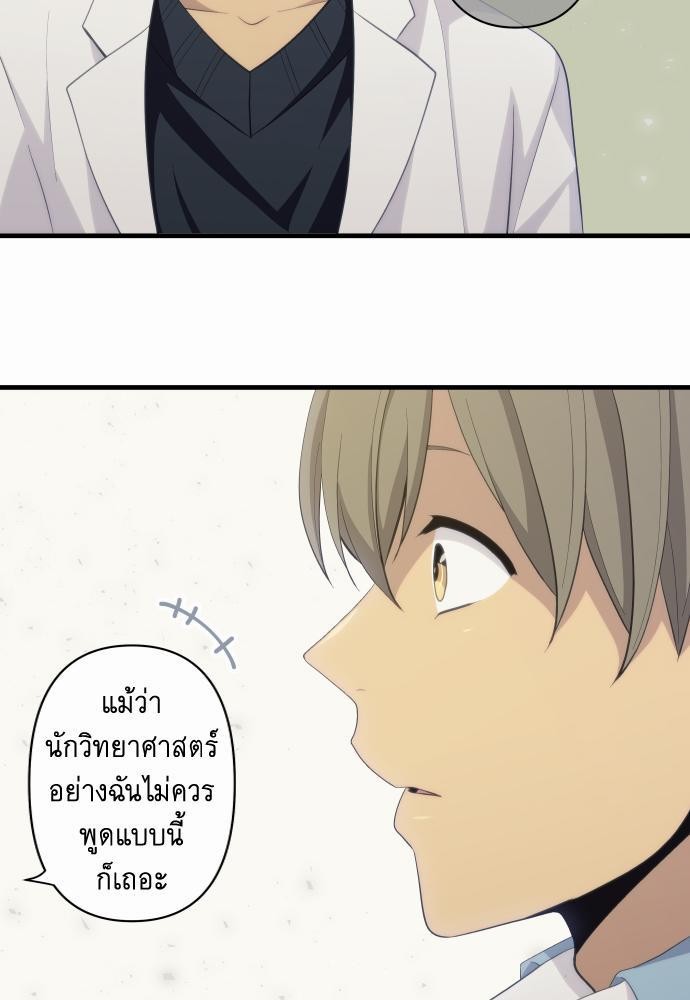 แม้ว่า
นักวิทยาศาสตร์
อย่างฉันไม่ควร
พูดแบบนี้
ก็เถอะ